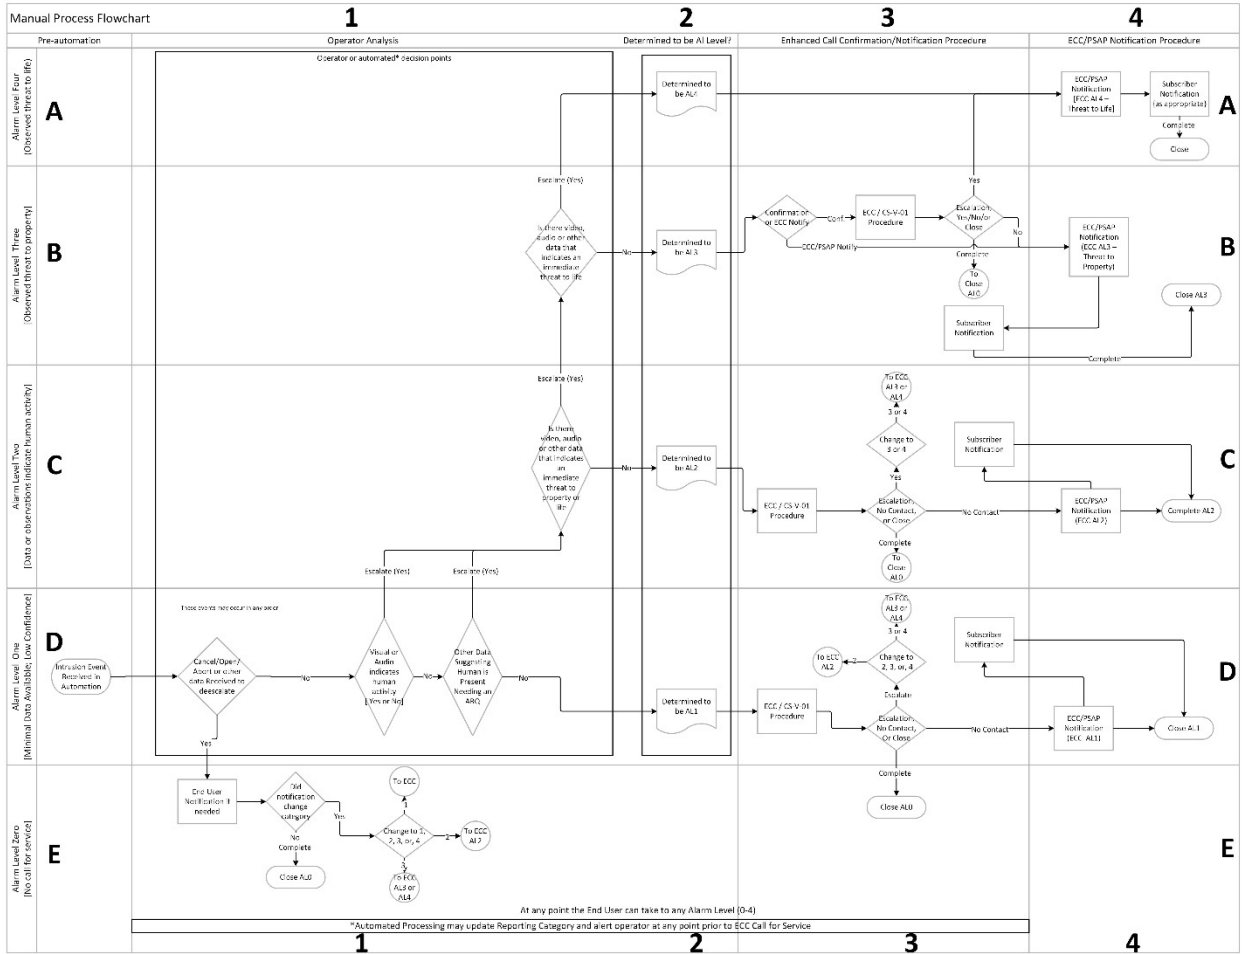 Manual Process Flowchart
1
2
3
4
Pre-automation
Operator Analysis
Determined to be Al Level?
Enhanced Call Confirmation/Notification Procedure
ECC/PSAP Notification Procedure
Operator or automated* decision points
Alarm Level Four
[Observed threat to life]
A
Determined to
be AL4
ECC/PSAP
Notification
[ECC AL4 –
Threat to Life]
Subscriber
Notification
(as appropriate)
Complete
Close
A
Alarm Level Three
[Observed threat to property]
B
Escalate (Yes)
Is there video,
audio or other
data that
indicates an
immediate
threat to life
No
Determined to
be AL3
Confirmation
or ECC Notify
Conf.
ECC / CS-V-01
Procedure
Yes
Escalation,
Yes/No/or
Close
No
ECC/PSAP Notify
Complete
To
Close
AL0
ECC/PSAP
Notification
(ECC AL3 –
Threat to
Property)
Subscriber
Notification
Complete
Close AL3
B
Alarm Level Two
[Data or observations indicate human activity]
C
Escalate (Yes)
Is there
video, audio
or other data
that indicates
an
immediate
threat to
property or
life
No
Determined to
be AL2
ECC / CS-V-01
Procedure
To ECC
AL3 or
AL4
3 or 4
Change to
3 or 4
Yes
Escalation,
No Contact,
or Close
No Contact
Complete
To
Close
AL0
Subscriber
Notification
ECC/PSAP
Notification
(ECC AL2)
Complete AL2
C
Escalate (Yes)
Escalate (Yes)
Alarm Level One
[Minimal Data Available; Low Confidence]
D
These events may occur in any order
Intrusion Event
Received in
Automation
Cancel/Open/
Abort or other
data Received to
deescalate
No
Visual or
Audio
indicates
human
activity
[Yes or No]
No
Other Data
Suggesting
Human is
Present
Needing an
ARQ
No
Determined to
be AL1
ECC / CS-V-01
Procedure
To ECC
AL3 or
AL4
3 or 4
To ECC
AL2
2
Change to
2, 3, or, 4
Escalate
Escalation,
No Contact,
Or Close
No Contact
Subscriber
Notification
ECC/PSAP
Notification
(ECC AL1)
Close AL1
D
Yes
Complete
Close AL0
Alarm Level Zero
[No call for service]
E
End User
Notification if
needed
Did
notification
change
category
Yes
No
Complete
Close AL0
To ECC
1
Change to 1,
2, 3, or, 4
2
To ECC
AL2
3,
To ECC
AL3 or
AL4
E
At any point the End User can take to any Alarm Level (0-4)
*Automated Processing may update Reporting Category and alert operator at any point prior to ECC Call for Service
1
2
3
4